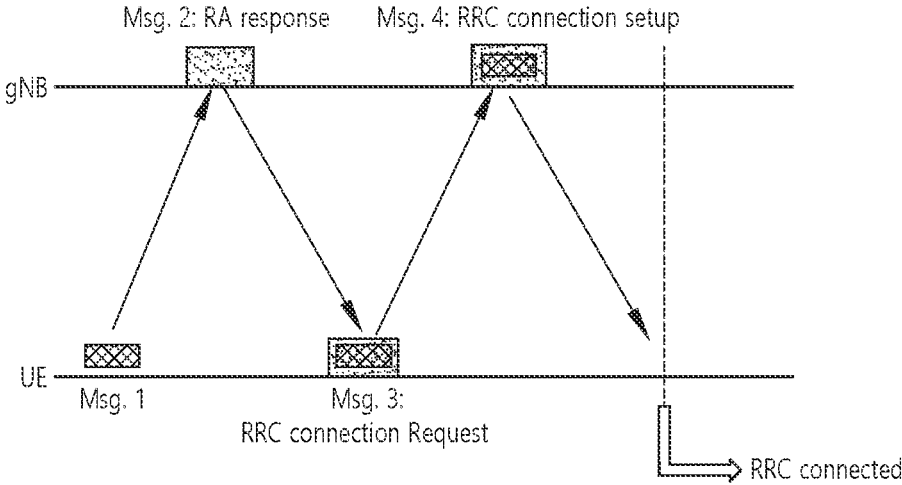 Msg. 2: RA response
Msg. 4: RRC connection setup
gNB
UE
Msg. 1
Msg. 3:
RRC connection Request
RRC connected